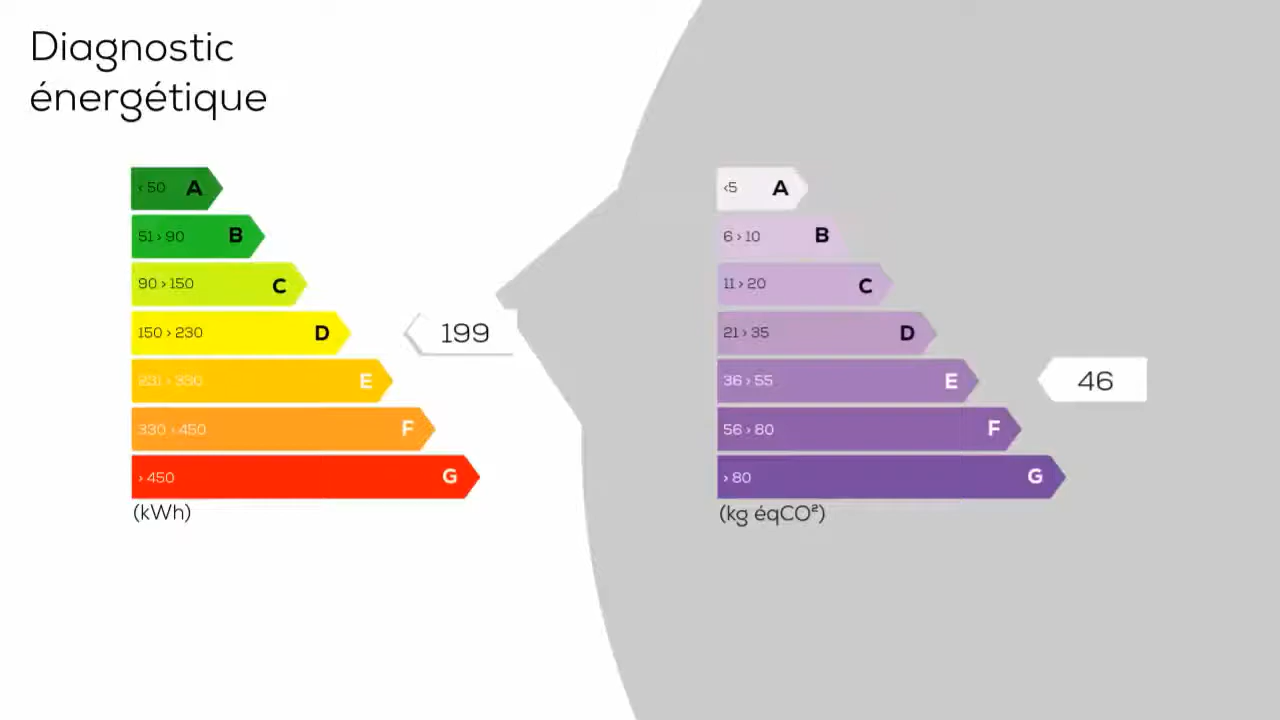 Diagnostic
énergétique
< 50 A
51 > 90 B
90 > 150 C
150 > 230 D
199
231 > 330 E
330 > 450 F
> 450 G
(kWh)
<5 A
6 > 10 B
11 > 20 C
21 > 35 D
36 > 55 E
46
56 > 80 F
> 80 G
(kg éqCO²)